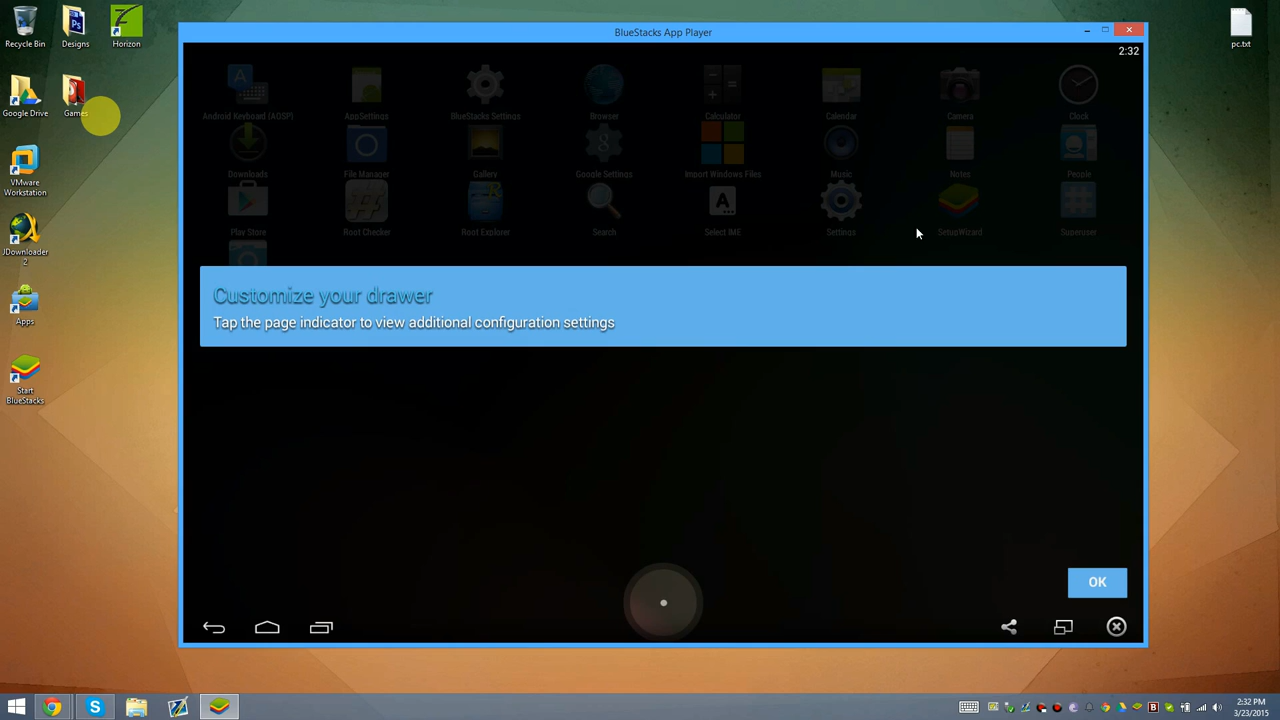 BlueStacks App Player
2:32
Recycle Bin
Designs
Horizon
pc.txt
Google Drive
Games
VMware
Workstation
JDownloader
2
Apps
Start
BlueStacks
Android Keyboard (AOSP)
AppSettings
BlueStacks Settings
Browser
Calculator
Calendar
Camera
Clock
Downloads
File Manager
Gallery
Google Settings
Import Windows Files
Music
Notes
People
Play Store
Root Checker
Root Explorer
Search
Select IME
Settings
SetupWizard
Superuser
Customize your drawer
Tap the page indicator to view additional configuration settings
OK
2:32 PM
3/23/2015